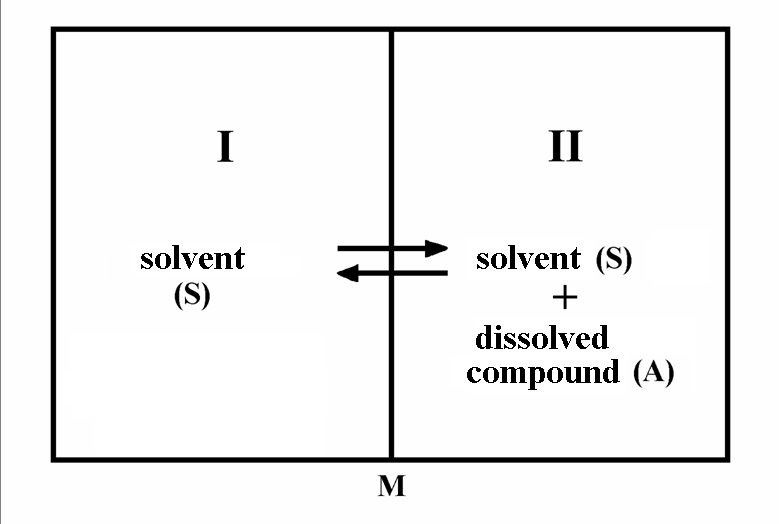 I
II
solvent
(S)
solvent (S)
+
dissolved
compound (A)
M